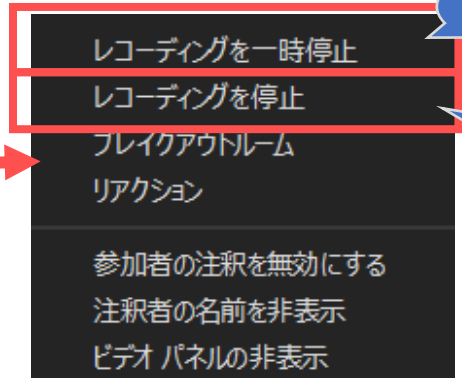 レコーディングを一時停止
レコーディングを停止
ブレイクアウトルーム
リアクション
参加者の注釈を無効にする
注釈者の名前を非表示
ビデオ パネルの非表示